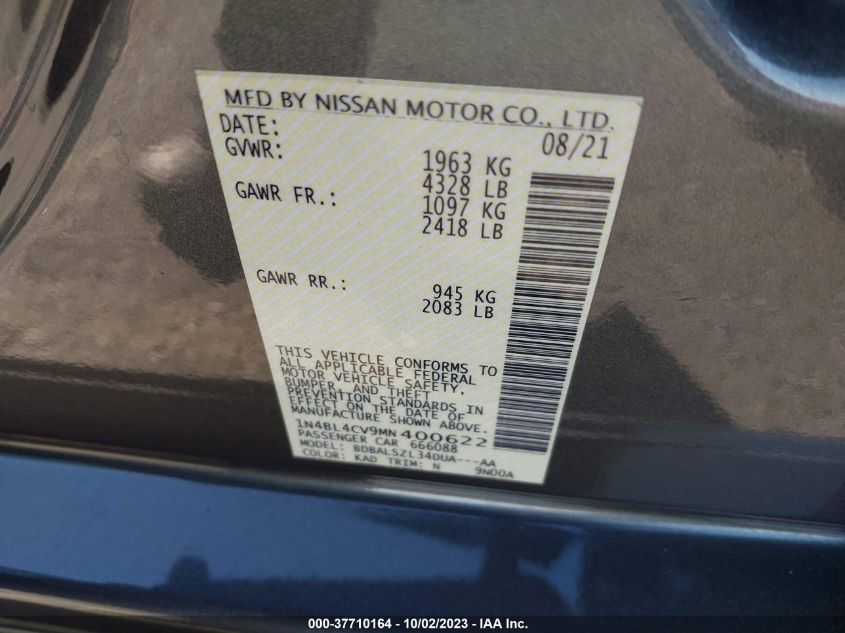 MFD BY NISSAN MOTOR CO., LTD.
DATE: 08/21
GVWR: 1963 KG
4328 LB
GAWR FR.: 1097 KG
2418 LB
GAWR RR.: 945 KG
2083 LB
THIS VEHICLE CONFORMS TO
ALL APPLICABLE FEDERAL
MOTOR VEHICLE SAFETY,
BUMPER, AND THEFT
PREVENTION STANDARDS IN
EFFECT ON THE DATE OF
MANUFACTURE SHOWN ABOVE.
1N4BL4CV9MN400622
PASSENGER CAR 666088
MODEL: BDBALSZL34DUA---AA
COLOR: KAD TRIM: N 9N00A
000-37710164 - 10/02/2023 - IAA Inc.